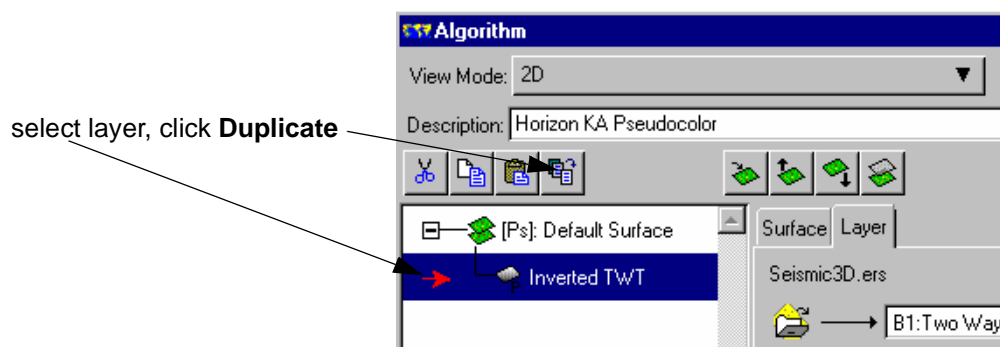 Algorithm
View Mode: 2D
select layer, click Duplicate
Description: Horizon KA Pseudocolor
[Ps]: Default Surface
Surface Layer
Inverted TWT
Seismic3D.ers
B1:Two Way